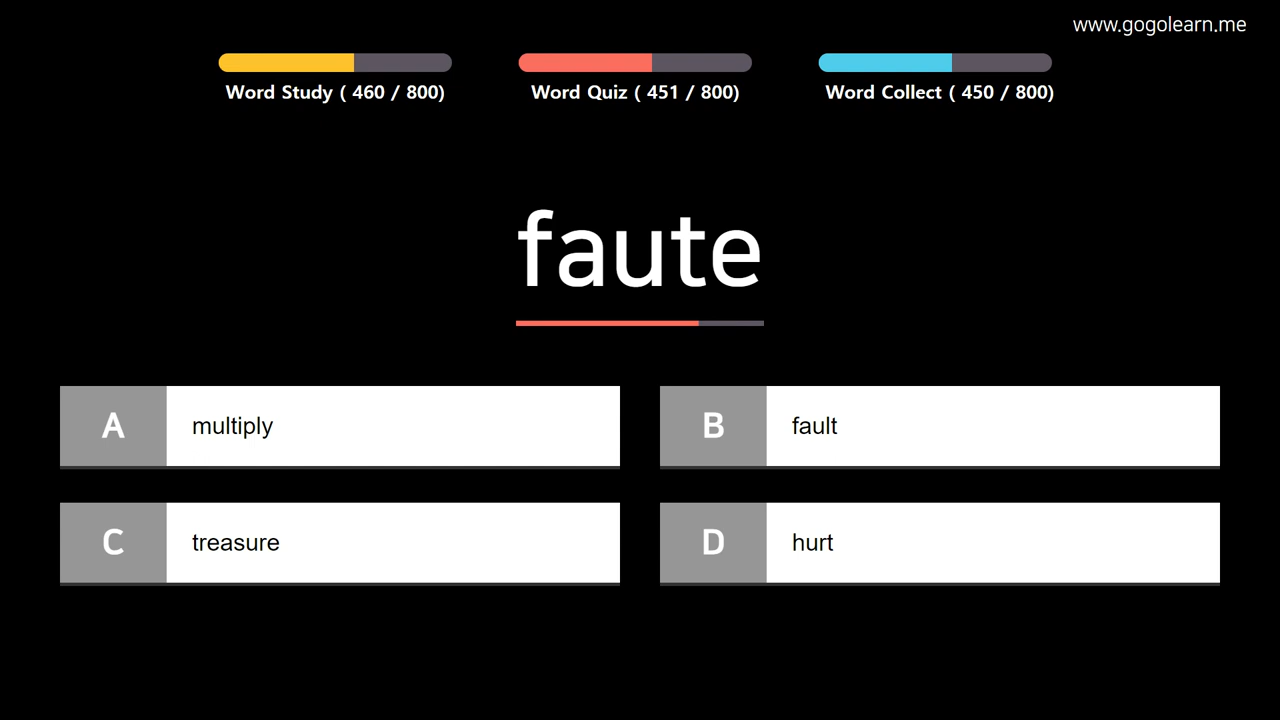 www.gogolearn.me
Word Study ( 460 / 800)
Word Quiz ( 451 / 800)
Word Collect ( 450 / 800)
faute
A multiply
B fault
C treasure
D hurt